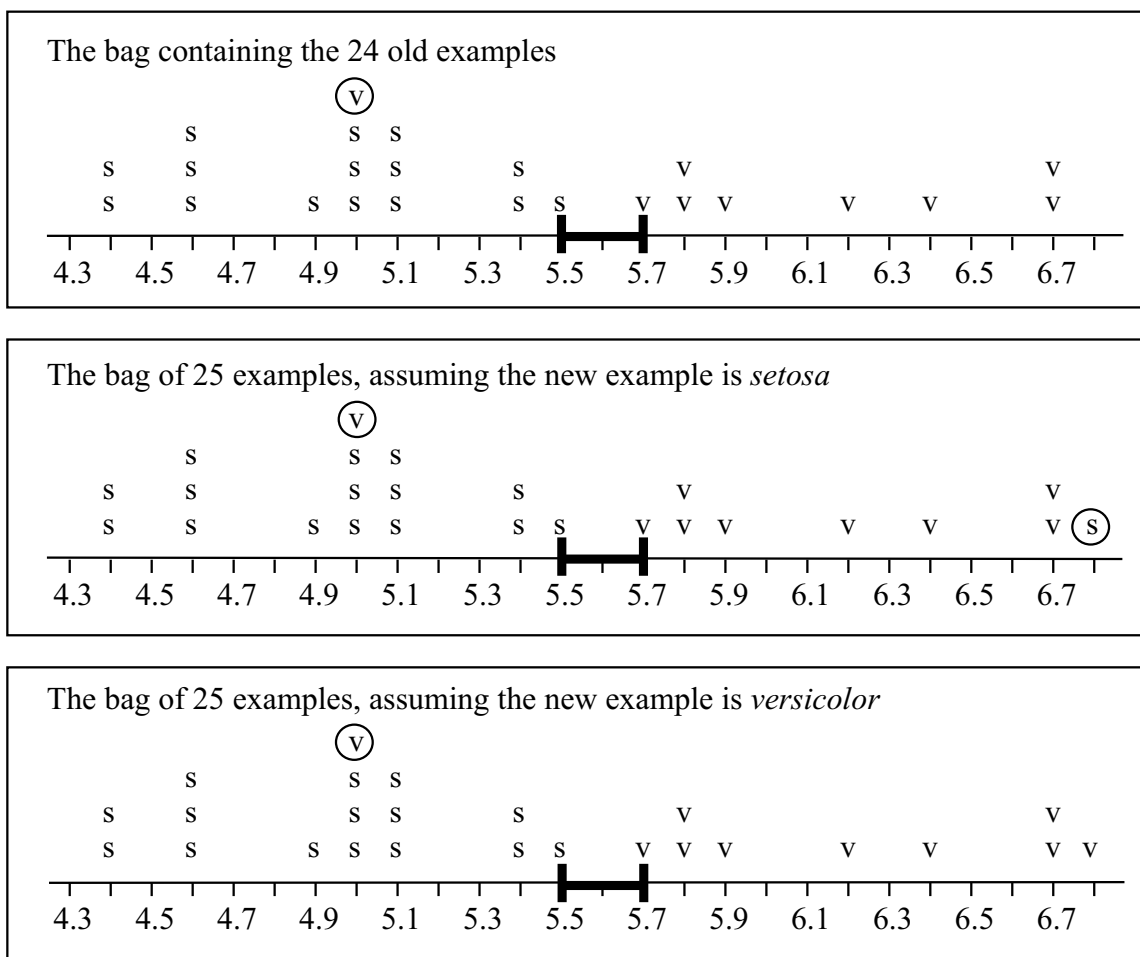 The bag containing the 24 old examples
v
s s
s s s s s v v
s s s s s s s v v v v v v
4.3 4.5 4.7 4.9 5.1 5.3 5.5 5.7 5.9 6.1 6.3 6.5 6.7
The bag of 25 examples, assuming the new example is setosa
v
s s s
s s s s s v v
s s s s s s s v v v v v v s
4.3 4.5 4.7 4.9 5.1 5.3 5.5 5.7 5.9 6.1 6.3 6.5 6.7
The bag of 25 examples, assuming the new example is versicolor
v
s s s
s s s s s v v
s s s s s s s v v v v v v v
4.3 4.5 4.7 4.9 5.1 5.3 5.5 5.7 5.9 6.1 6.3 6.5 6.7